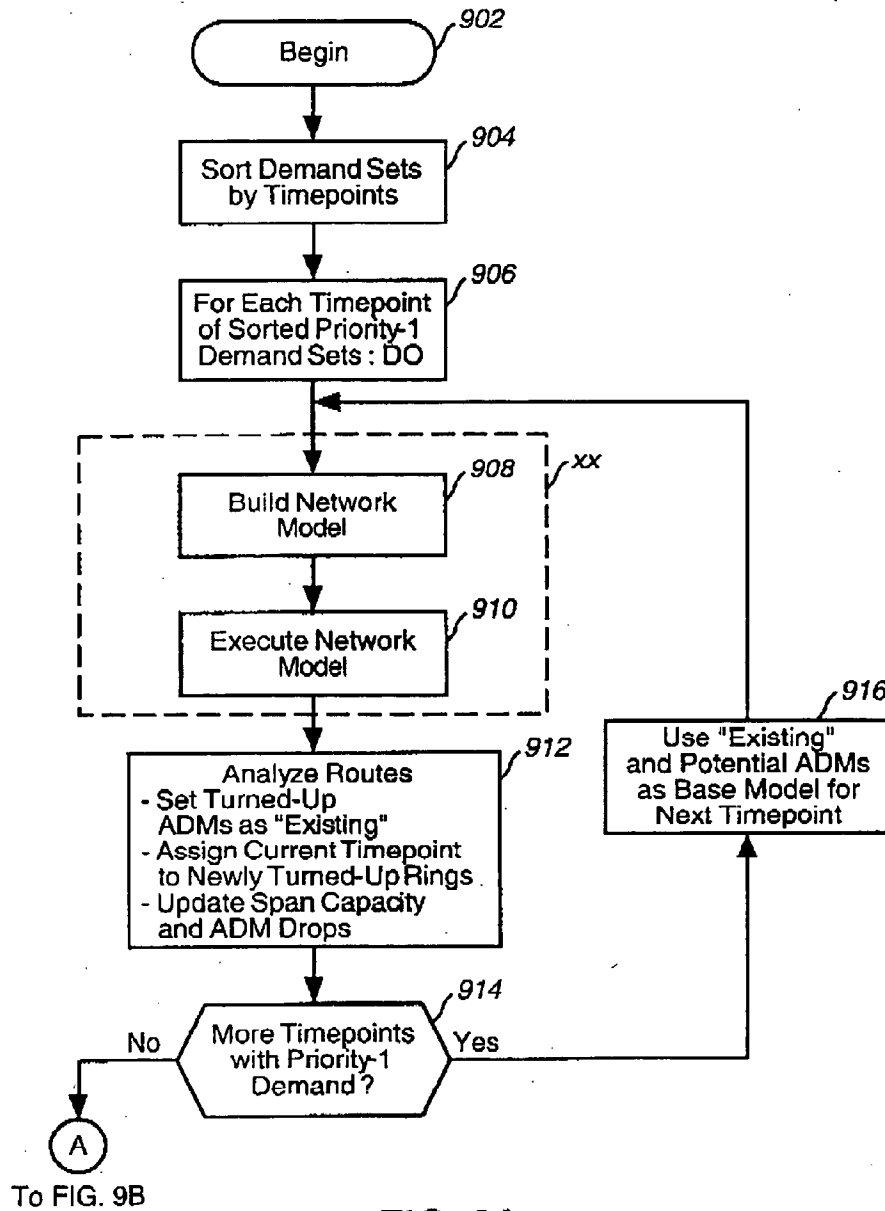 Begin
902
Sort Demand Sets
by Timepoints
904
For Each Timepoint
of Sorted Priority-1
Demand Sets : DO
906
xx
Build Network
Model
908
Execute Network
Model
910
Analyze Routes
- Set Turned-Up
ADMs as "Existing"
- Assign Current Timepoint
to Newly Turned-Up Rings
- Update Span Capacity
and ADM Drops
912
916
Use "Existing"
and Potential ADMs
as Base Model for
Next Timepoint
More Timepoints
with Priority-1
Demand ?
914
No
Yes
A
To FIG. 9B